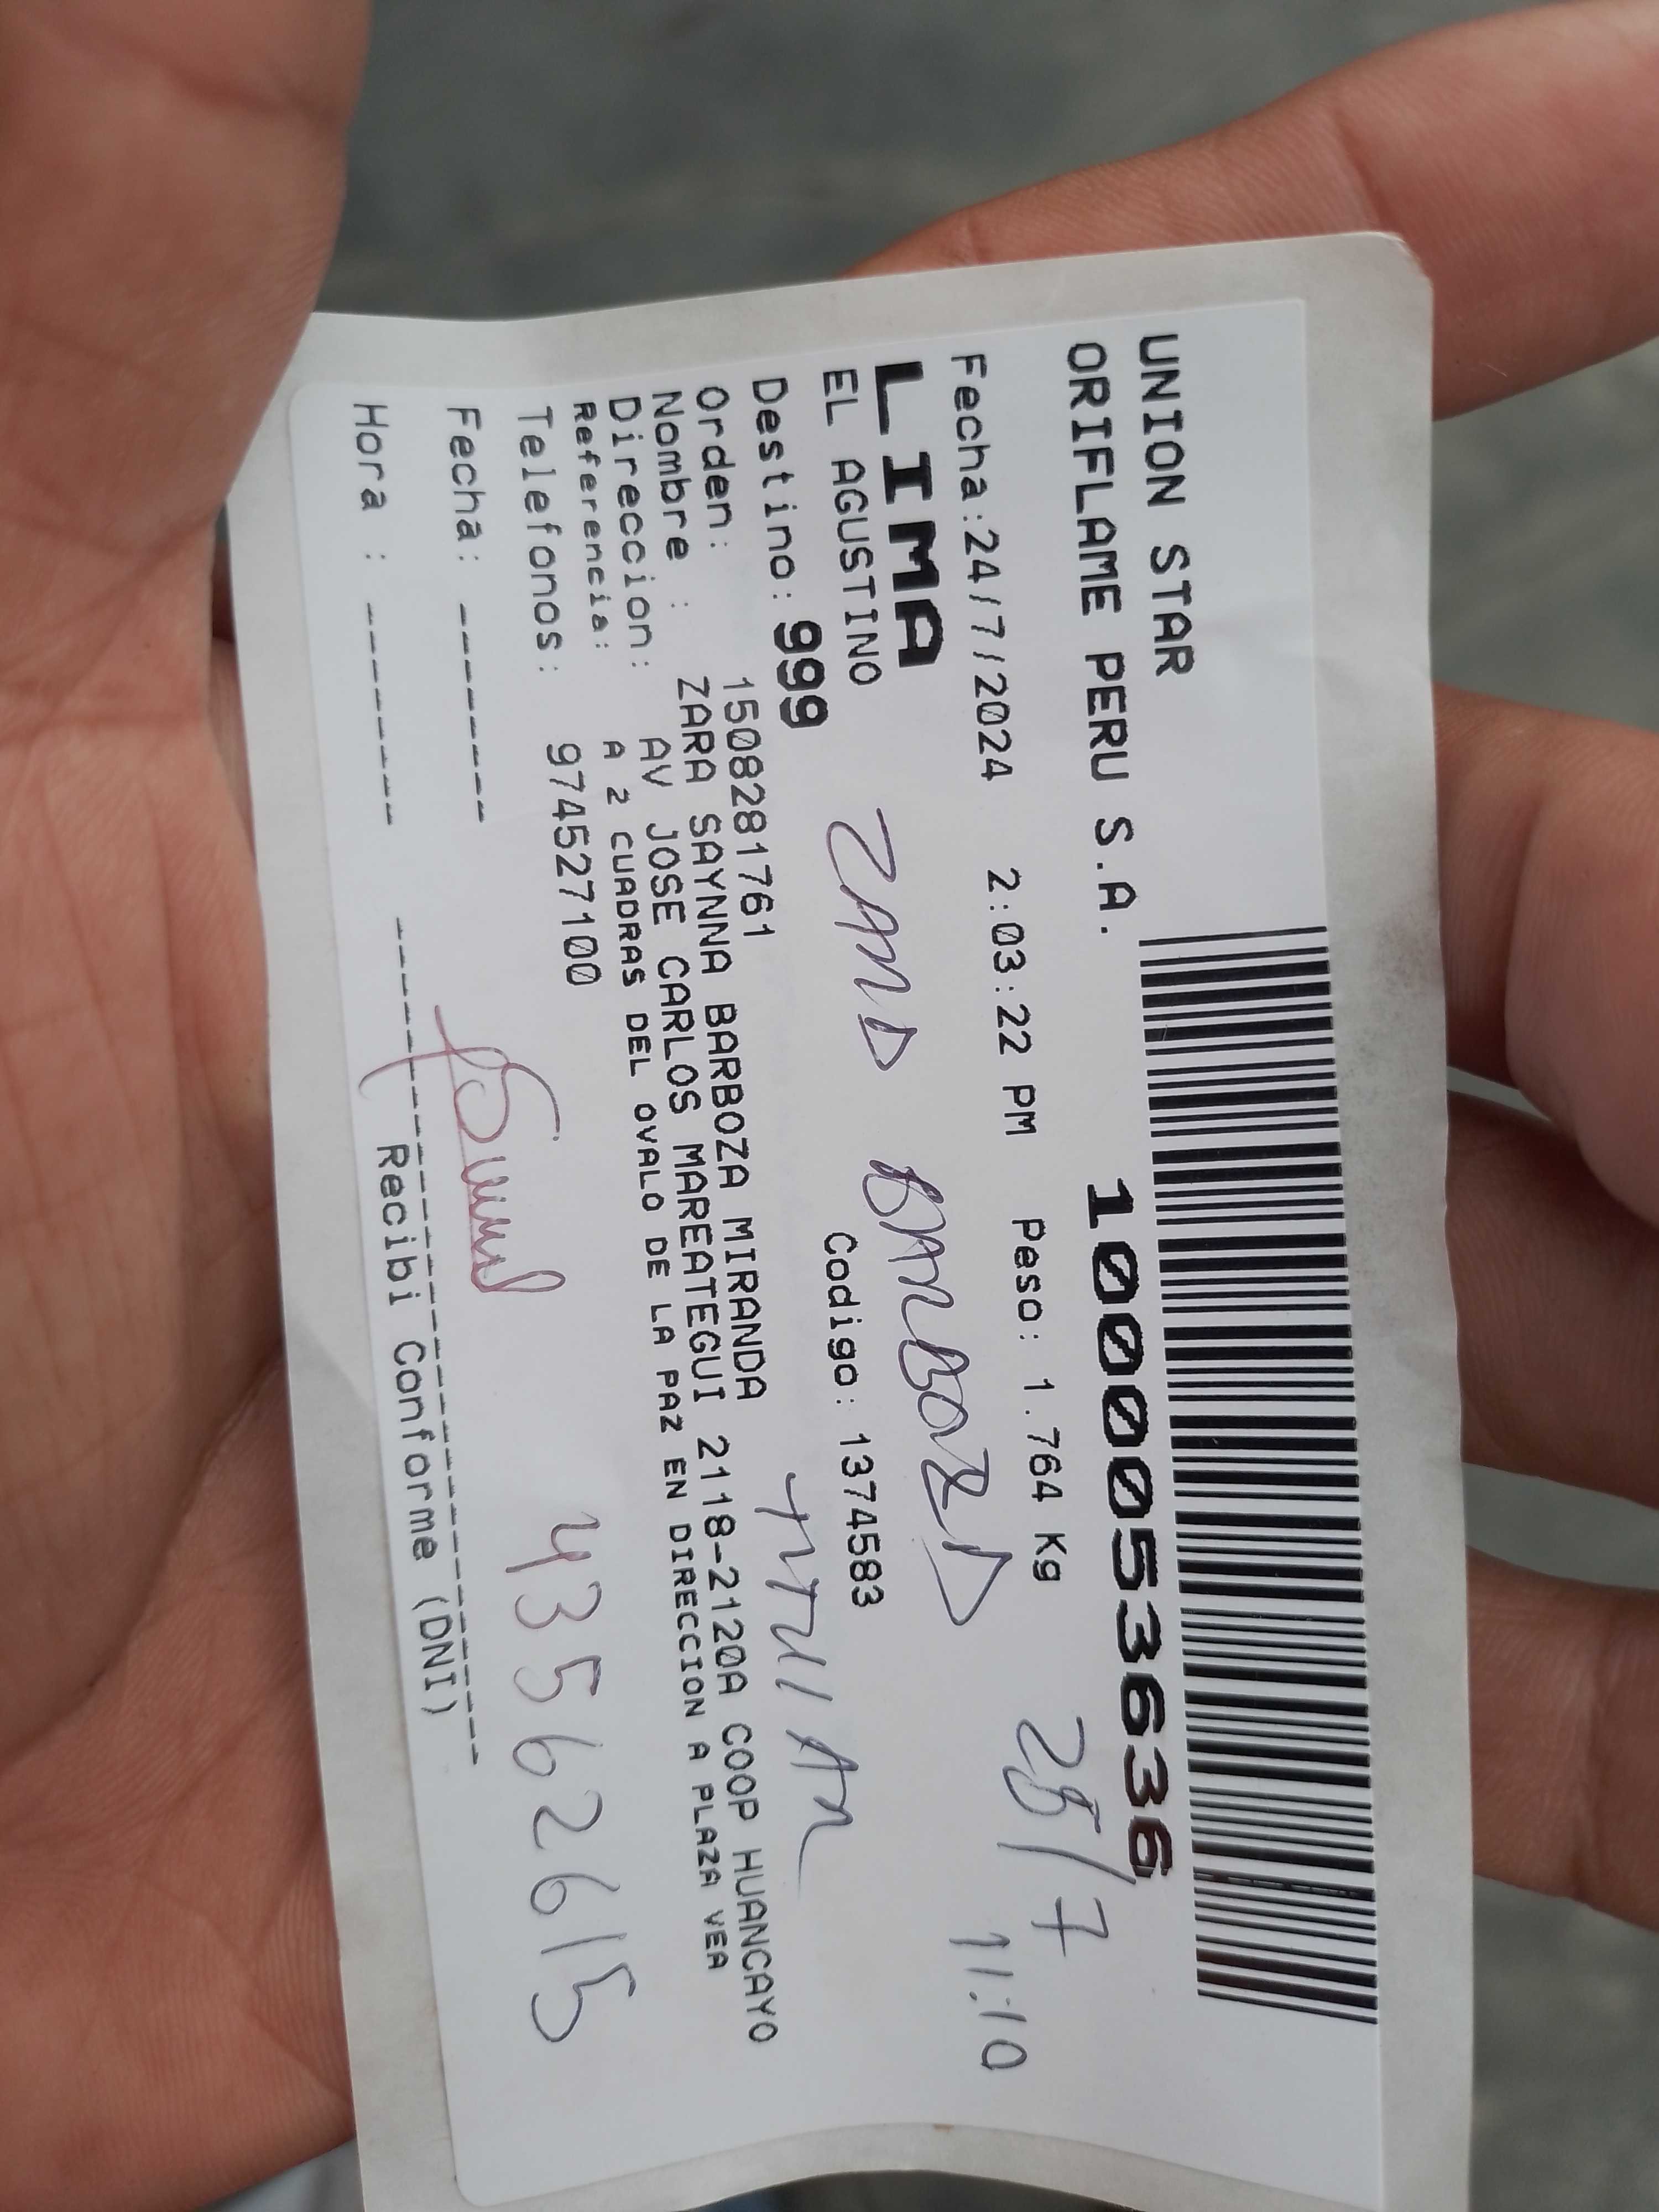 UNION STAR
ORIFLAME PERU S.A.
10000536636
Fecha:24/7/2024 2:03:22 PM Peso: 1.764 Kg
25/7
11:10
LIMA
EL AGUSTINO
Codigo: 1374583
ZARA BARBOZA
Destino: 999
TITULAR
Orden: 1508281761
Nombre : ZARA SAYNNA BARBOZA MIRANDA
Direccion: AV JOSE CARLOS MAREATEGUI 2118-2120A COOP HUANCAYO
Referencia: A 2 CUADRAS DEL OVALO DE LA PAZ EN DIRECCION A PLAZA VEA
Telefonos: 974527100
43562615
Fecha: -------
Hora : --------
Recibi Conforme (DNI)